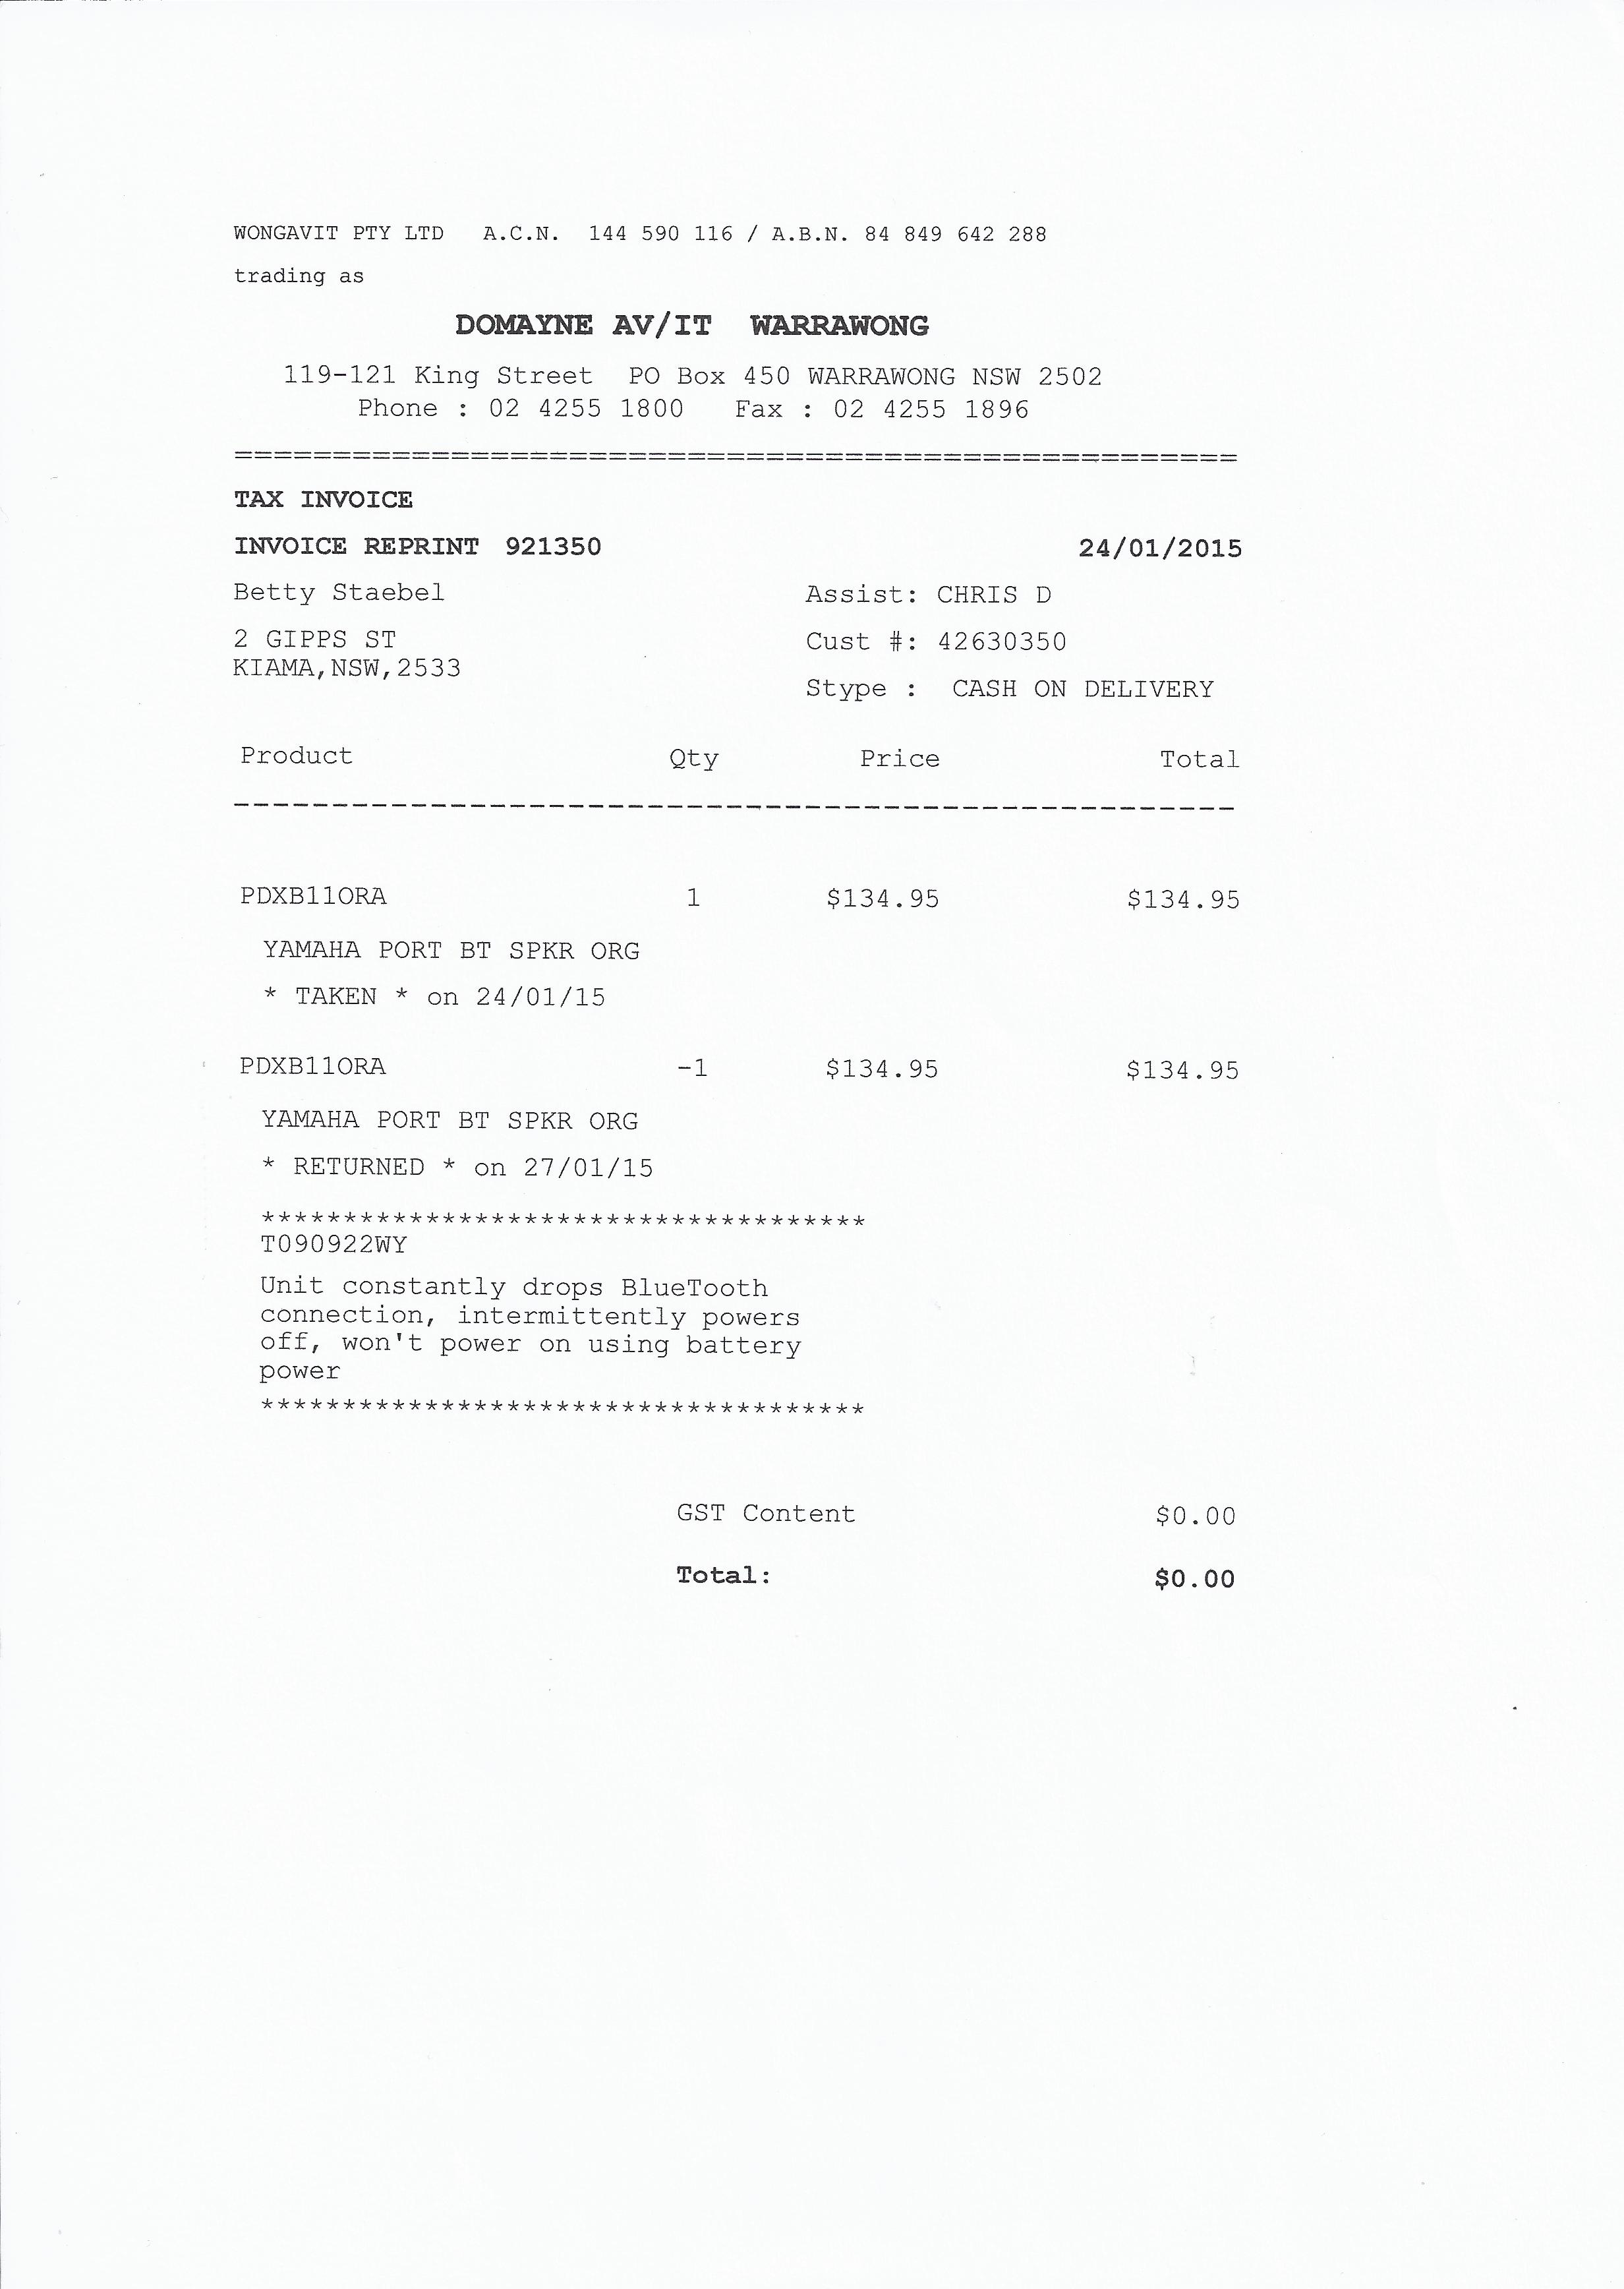 WONGAVIT PTY LTD A.C.N. 144 590 116 / A.B.N. 84 849 642 288
trading as
DOMAYNE AV/IT WARRAWONG
119-121 King Street PO Box 450 WARRAWONG NSW 2502
Phone : 02 4255 1800 Fax : 02 4255 1896
=============================================================
TAX INVOICE
INVOICE REPRINT 921350 24/01/2015
Betty Staebel Assist: CHRIS D
2 GIPPS ST Cust #: 42630350
KIAMA,NSW,2533
Stype : CASH ON DELIVERY
Product Qty Price Total
-------------------------------------------------------------
PDXB11ORA 1 $134.95 $134.95
YAMAHA PORT BT SPKR ORG
* TAKEN * on 24/01/15
PDXB11ORA -1 $134.95 $134.95
YAMAHA PORT BT SPKR ORG
* RETURNED * on 27/01/15
*************************************
T090922WY
Unit constantly drops BlueTooth
connection, intermittently powers
off, won't power on using battery
power
*************************************
GST Content $0.00
Total: $0.00